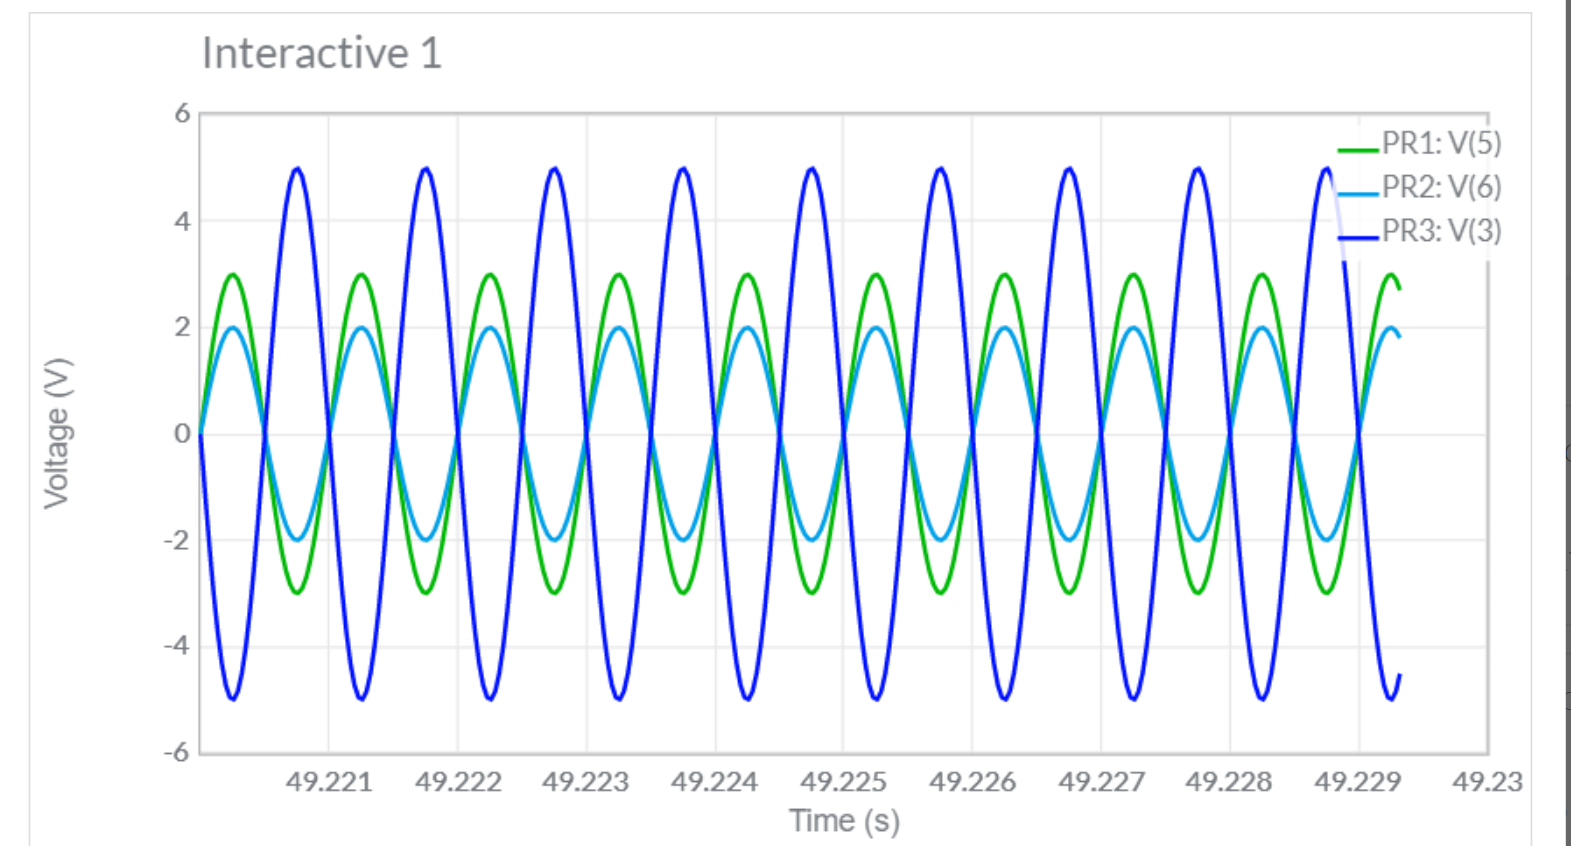 Interactive 1
6
PR1: V(5)
PR2: V(6)
4
PR3: V(3)
2
Voltage (V)
0
-2
-4
-6
49.221 49.222 49.223 49.224 49.225 49.226 49.227 49.228 49.229 49.23
Time (s)